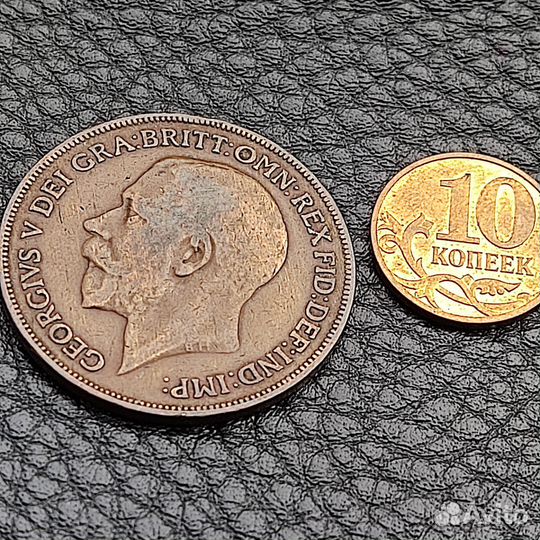 GEORGIVS V DEI GRA: BRITT: OMN: REX FID: DEF: IND: IMP:
10
КОПЕЕК
Avito